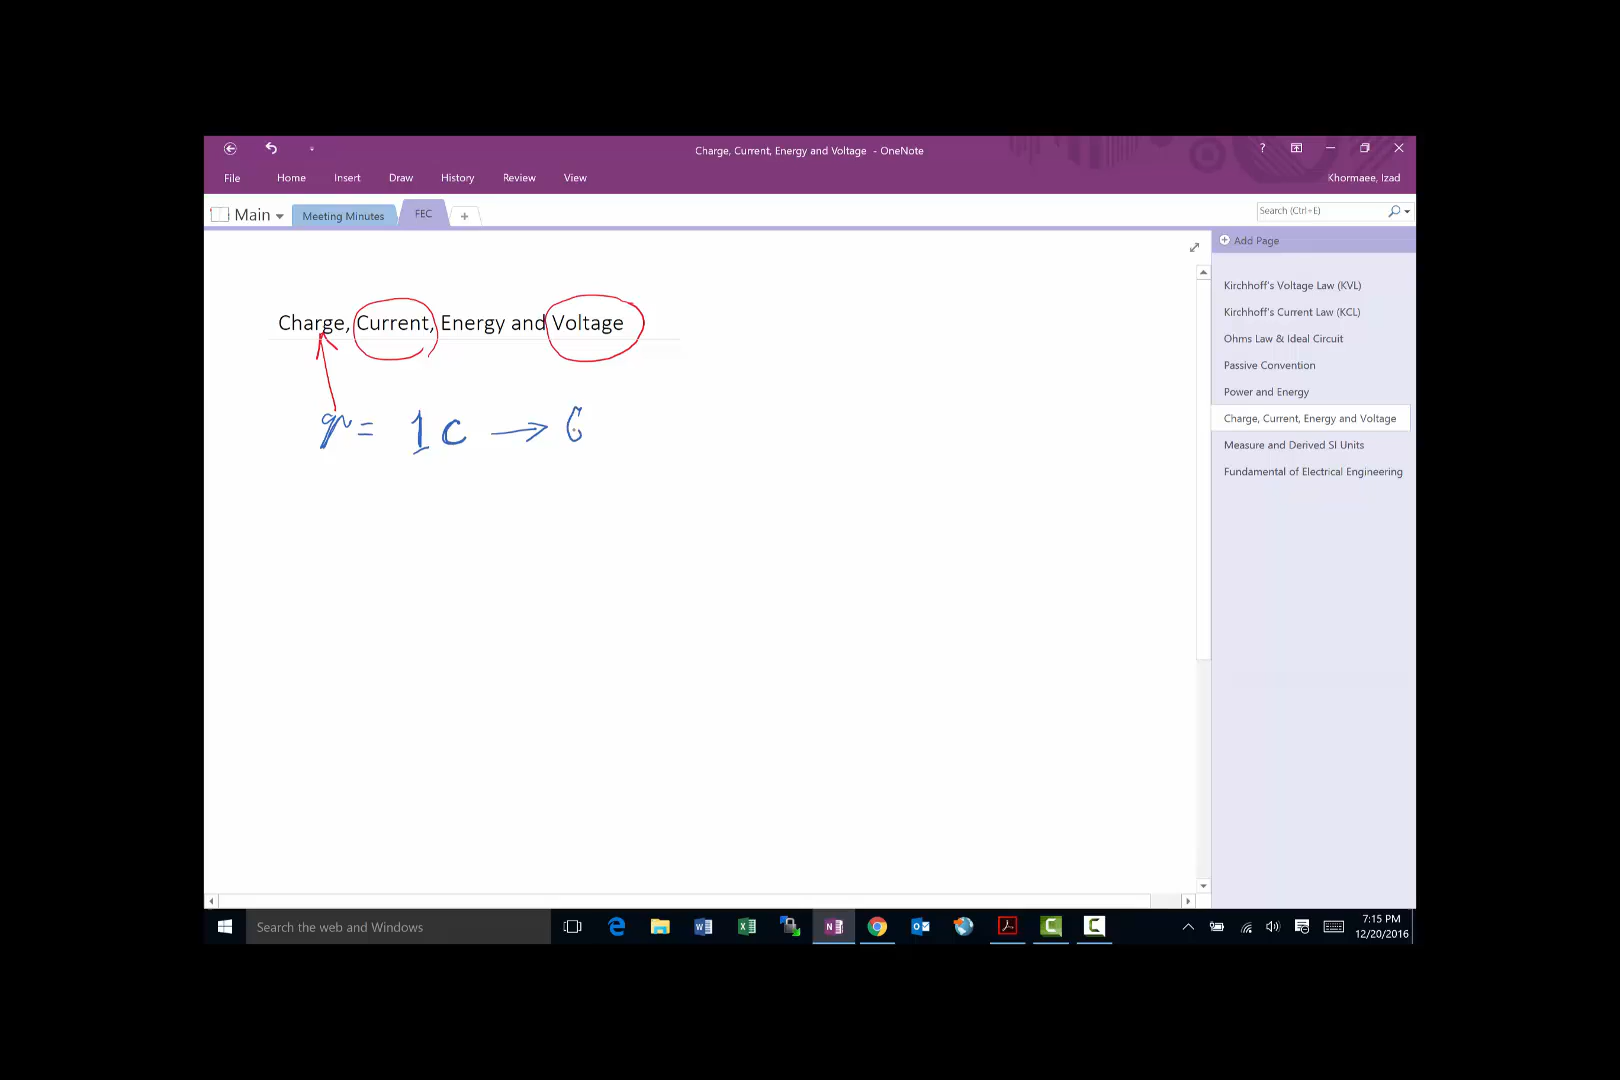 Charge, Current, Energy and Voltage - OneNote
? 
File Home Insert Draw History Review View
Khormaee, Izad
Main Meeting Minutes FEC +
Search (Ctrl+E)
Add Page
Charge, Current, Energy and Voltage
q = 1 C → 6
Kirchhoff's Voltage Law (KVL)
Kirchhoff's Current Law (KCL)
Ohms Law & Ideal Circuit
Passive Convention
Power and Energy
Charge, Current, Energy and Voltage
Measure and Derived SI Units
Fundamental of Electrical Engineering
Search the web and Windows
7:15 PM
12/20/2016